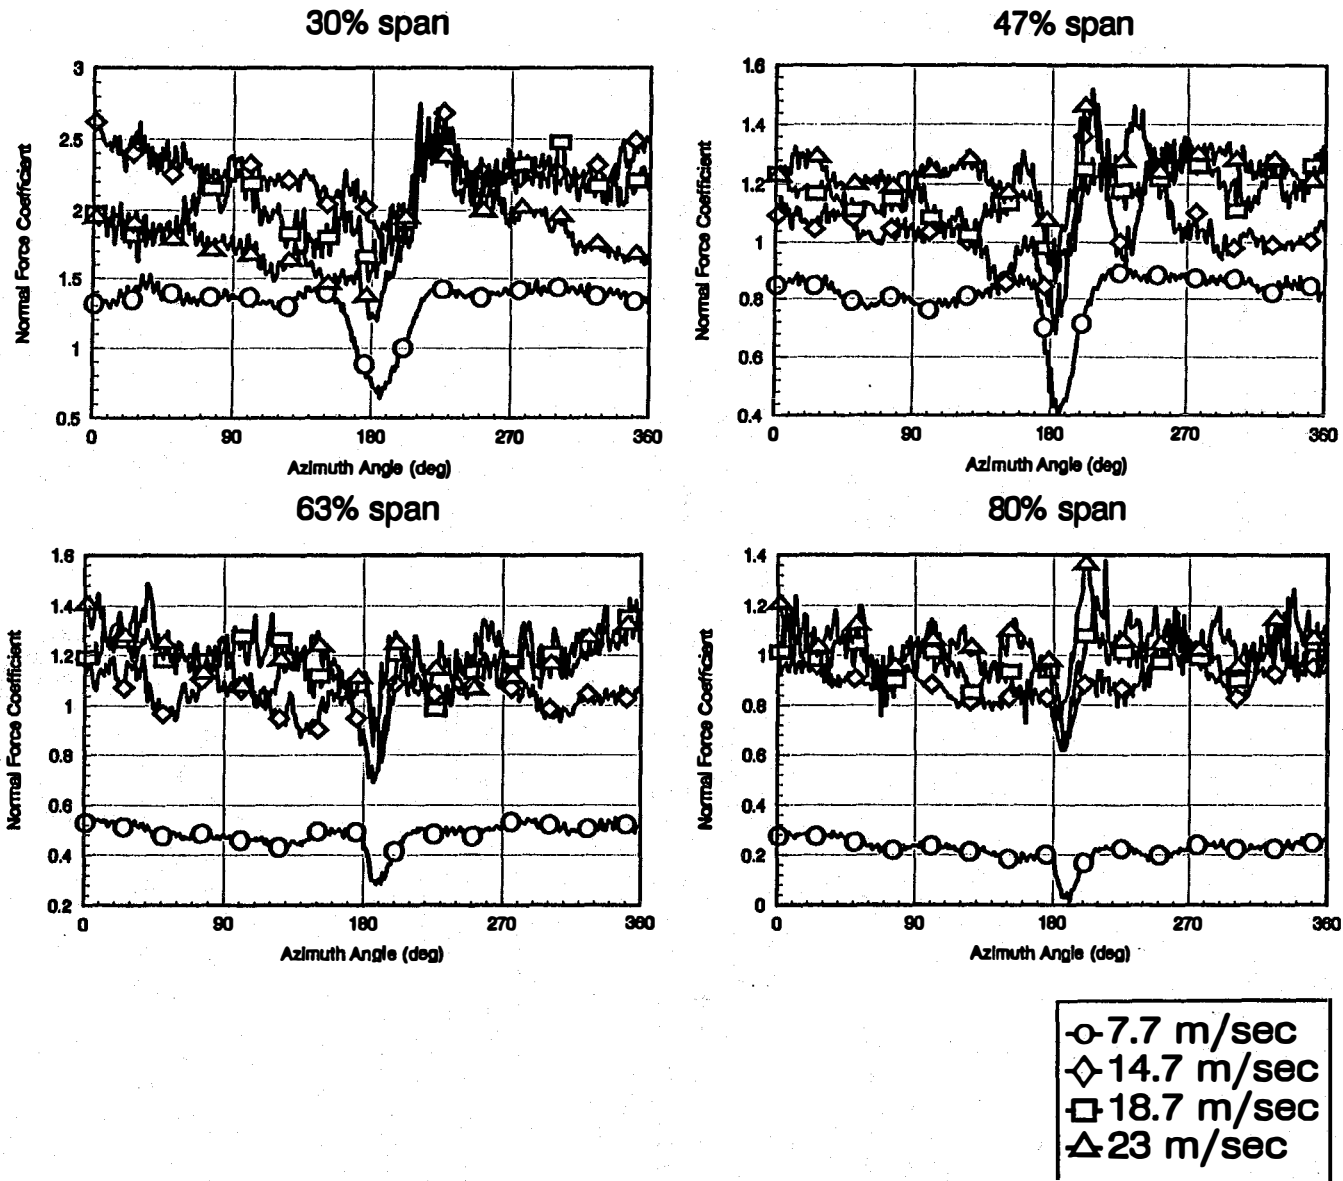 30% span
47% span
3
2.5
2
1.5
1
0.5
Normal Force Coefficient
0 90 180 270 360
Azimuth Angle (deg)
1.6
1.4
1.2
1
0.8
0.6
0.4
Normal Force Coefficient
0 90 180 270 360
Azimuth Angle (deg)
63% span
80% span
1.6
1.4
1.2
1
0.8
0.6
0.4
0.2
Normal Force Coefficient
0 90 180 270 360
Azimuth Angle (deg)
1.4
1.2
1
0.8
0.6
0.4
0.2
0
Normal Force Coefficient
0 90 180 270 360
Azimuth Angle (deg)
7.7 m/sec
14.7 m/sec
18.7 m/sec
23 m/sec